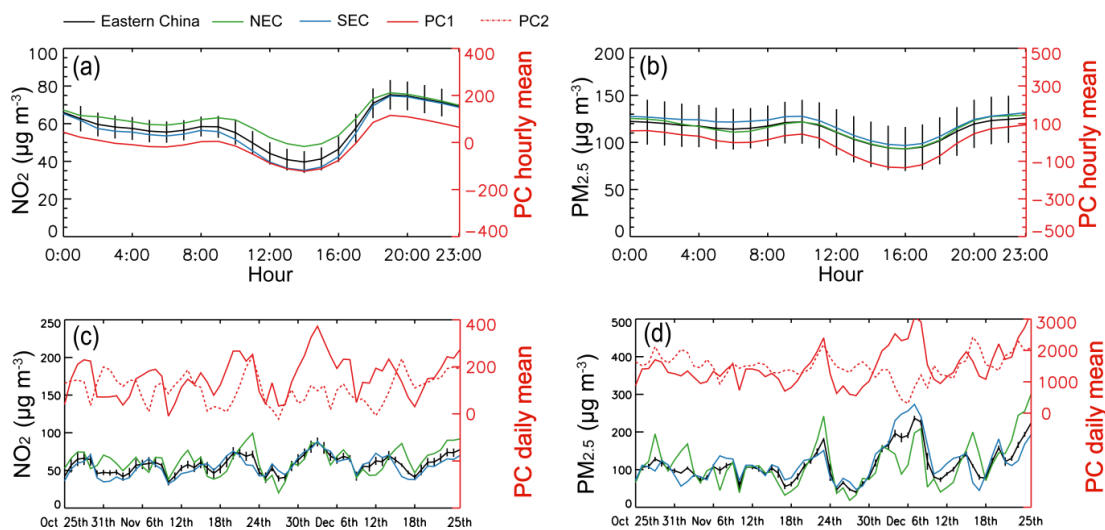 Eastern China NEC SEC PC1 PC2
(a)
NO2 (µg m-3)
100
80
60
40
20
0
400
200
0
−200
−400
PC hourly mean
0:00 4:00 8:00 12:00 16:00 20:00 23:00
Hour
(b)
PM2.5 (µg m-3)
200
150
100
50
0
500
300
100
−100
−300
−500
PC hourly mean
0:00 4:00 8:00 12:00 16:00 20:00 23:00
Hour
(c)
NO2 (µg m-3)
250
200
150
100
50
0
400
200
0
PC daily mean
Oct 25th 31th Nov 6th 12th 18th 24th 30th Dec 6th 12th 18th 25th
(d)
PM2.5 (µg m-3)
500
400
300
200
100
0
3000
2000
1000
0
PC daily mean
Oct 25th 31th Nov 6th 12th 18th 24th 30th Dec 6th 12th 18th 25th